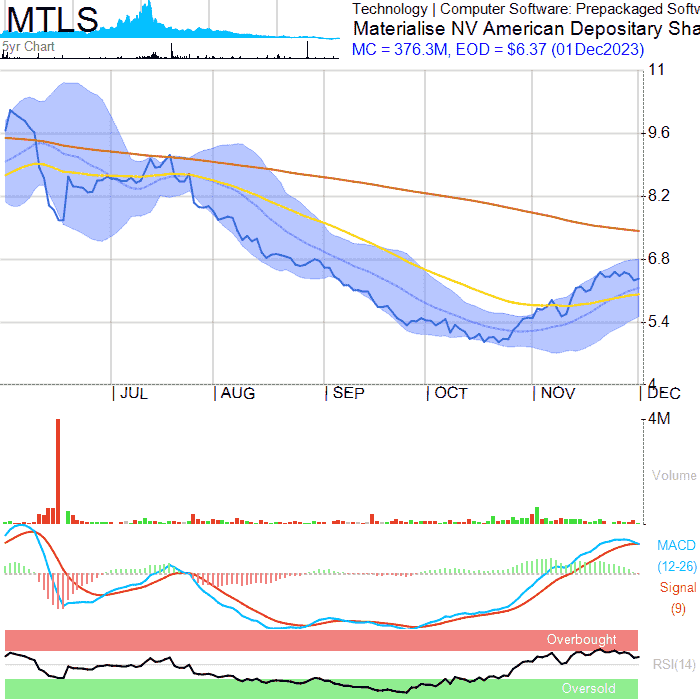 MTLS
5yr Chart
Technology | Computer Software: Prepackaged Softw
Materialise NV American Depositary Sha
MC = 376.3M, EOD = $6.37 (01Dec2023)
11
9.6
8.2
6.8
5.4
4
JUL AUG SEP OCT NOV DEC
4M
Volume
MACD
(12-26)
Signal
(9)
Overbought
RSI(14)
Oversold